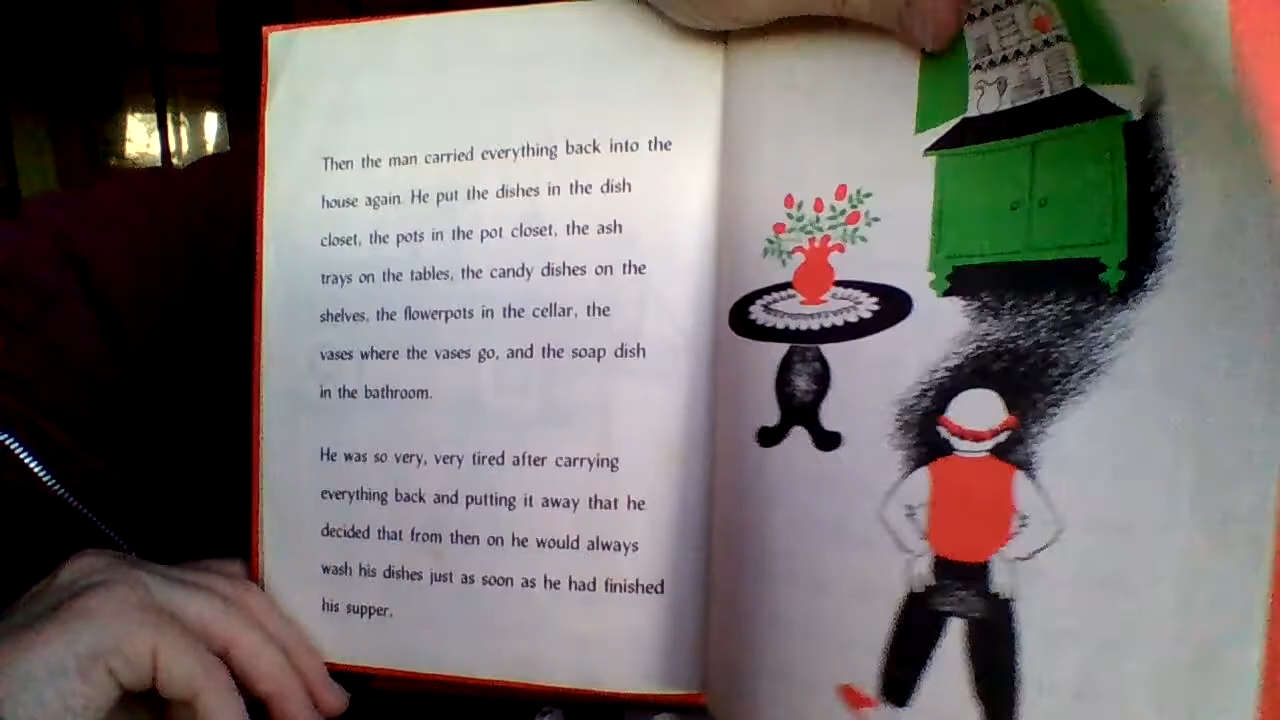 Then the man carried everything back into the
house again. He put the dishes in the dish
closet, the pots in the pot closet, the ash
trays on the tables, the candy dishes on the
shelves, the flowerpots in the cellar, the
vases where the vases go, and the soap dish
in the bathroom.
He was so very, very tired after carrying
everything back and putting it away that he
decided that from then on he would always
wash his dishes just as soon as he had finished
his supper.